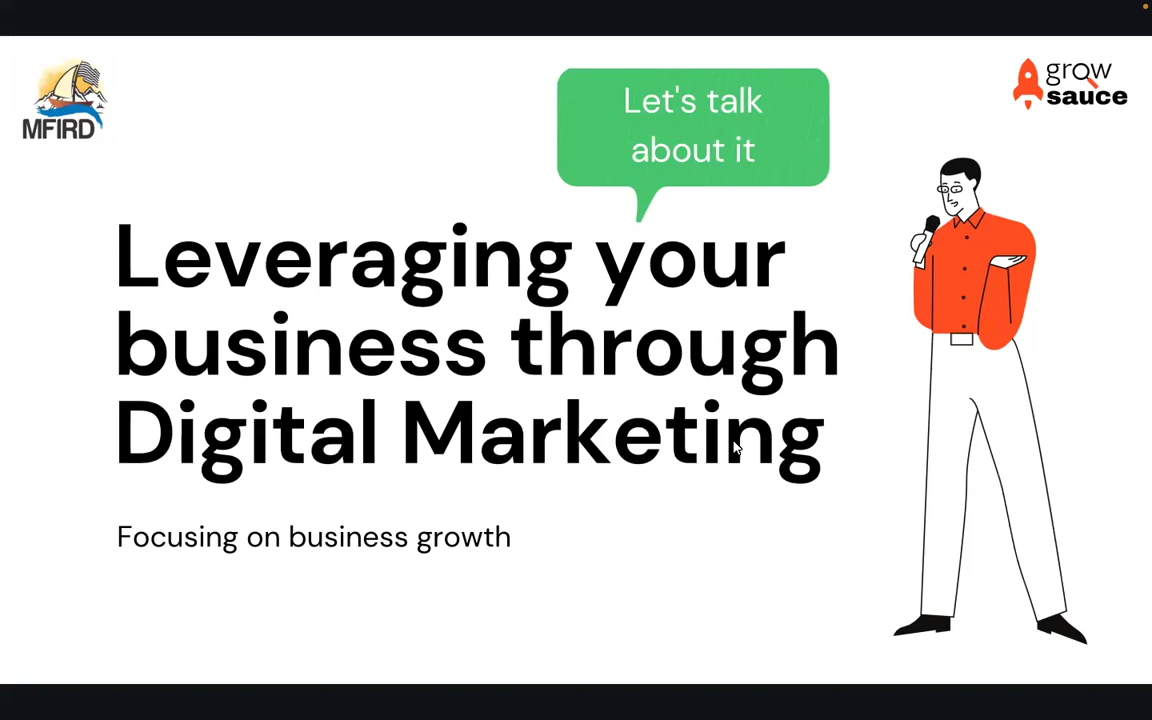 MFIRD
Let's talk
about it
grow
sauce
Leveraging your
business through
Digital Marketing
Focusing on business growth